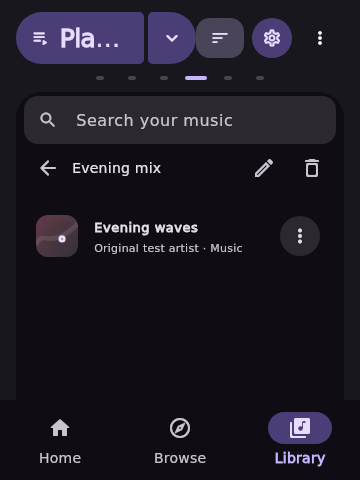 Pla…
Search your music
Evening mix
Evening waves
Original test artist · Music
Home
Browse
Library